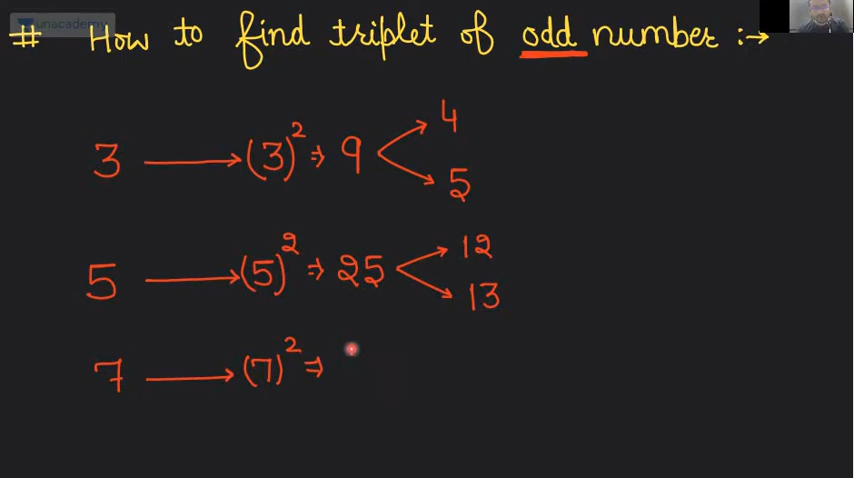 unacademy
# How to find triplet of odd number :→
3 → (3)² ⇒ 9 < 4
5
5 → (5)² ⇒ 25 < 12
13
7 → (7)² ⇒